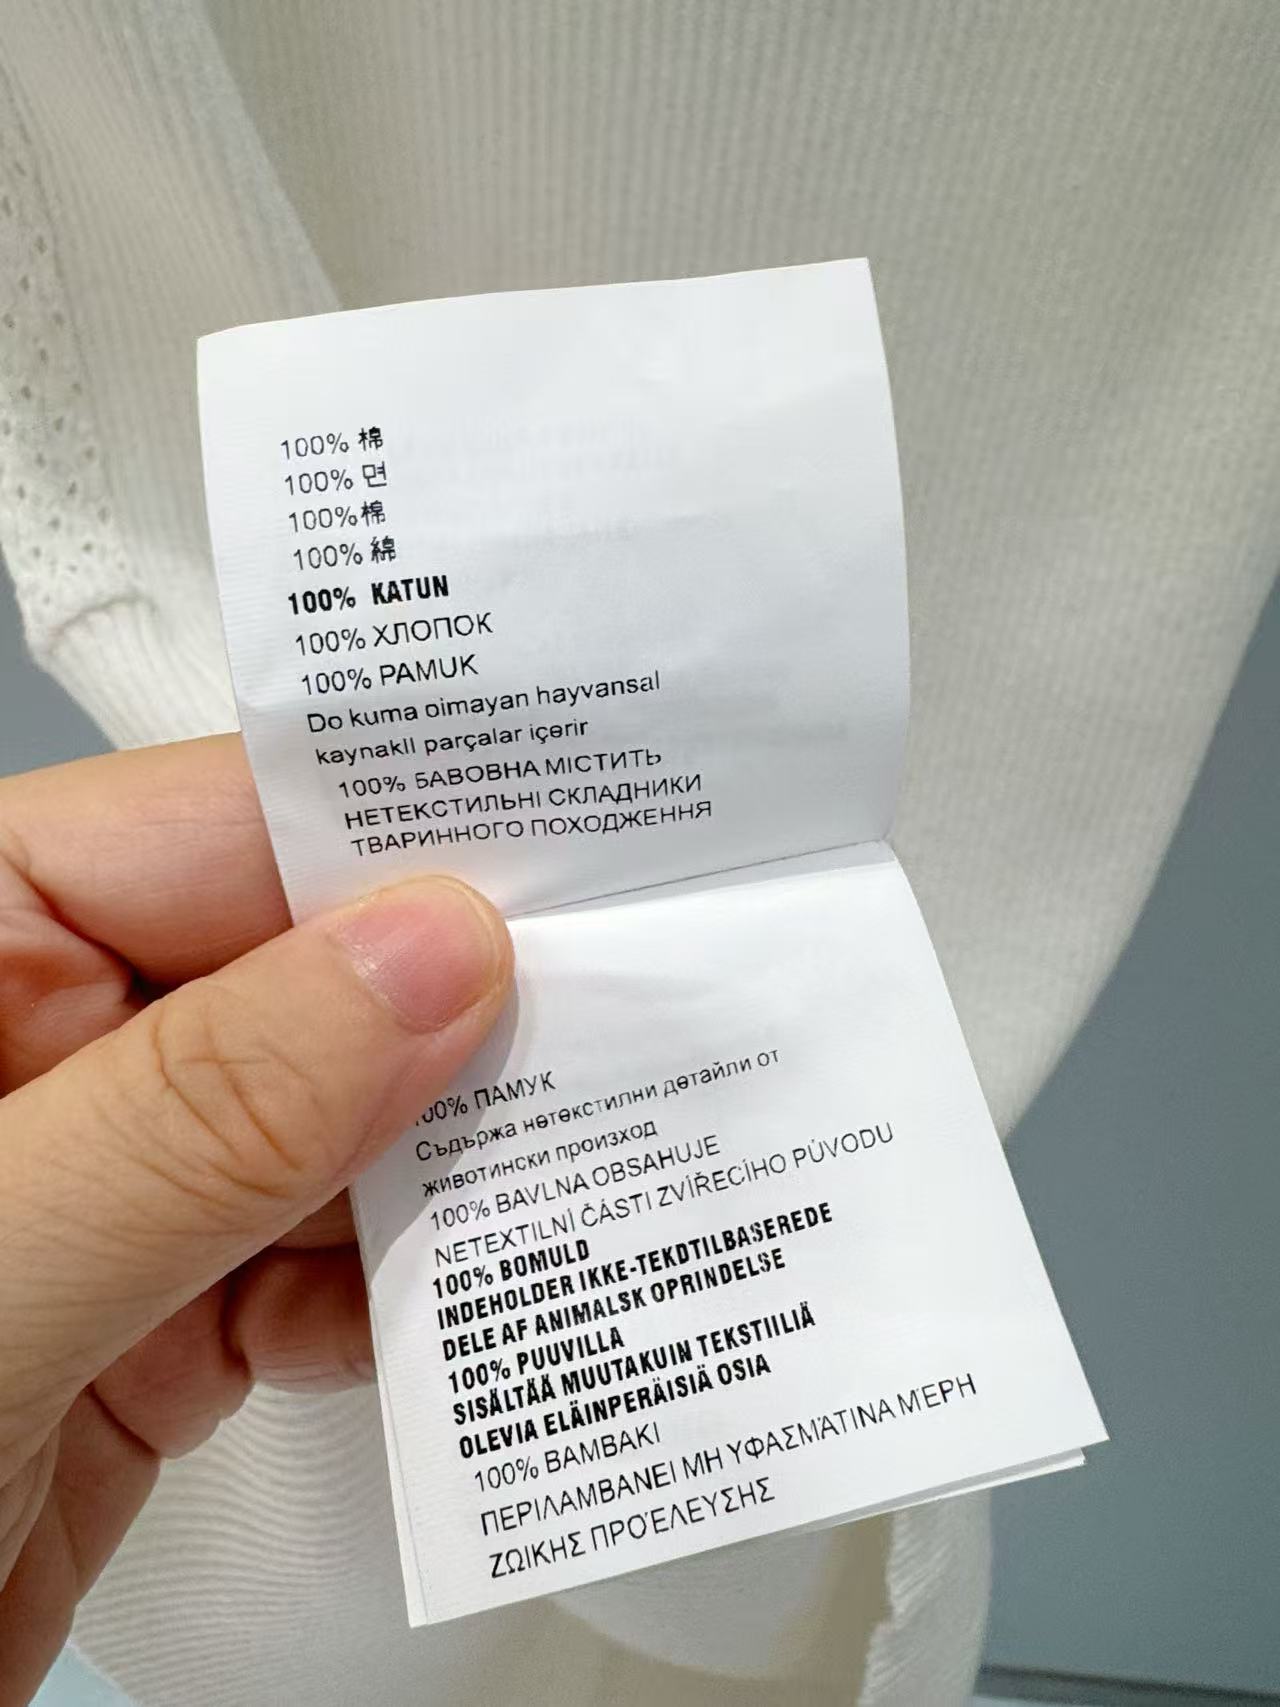 100% 棉
100% 면
100%棉
100% 綿
100% KATUN
100% ХЛОПОК
100% PAMUK
Do kuma oimayan hayvansal
kaynakIl parçalar içerir
100% БАВОВНА МІСТИТЬ
НЕТЕКСТИЛЬНІ СКЛАДНИКИ
ТВАРИННОГО ПОХОДЖЕННЯ
100% ПАМУК
Съдържа нетекстилни детайли от
животински произход
100% BAVLNA OBSAHUJE
NETEXTILNÍ ČÁSTI ZVÍŘECÍHO PŮVODU
100% BOMULD
INDEHOLDER IKKE-TEKDTILBASEREDE
DELE AF ANIMALSK OPRINDELSE
100% PUUVILLA
SISÄLTÄÄ MUUTAKUIN TEKSTIILIÄ
OLEVIA ELÄINPERÄISIÄ OSIA
100% BAMBAKI
ΠΕΡΙΛΑΜΒΑΝΕΙ ΜΗ ΥΦΑΣΜΆΤΙΝΑ ΜΈΡΗ
ΖΩΙΚΗΣ ΠΡΟΈΛΕΥΣΗΣ